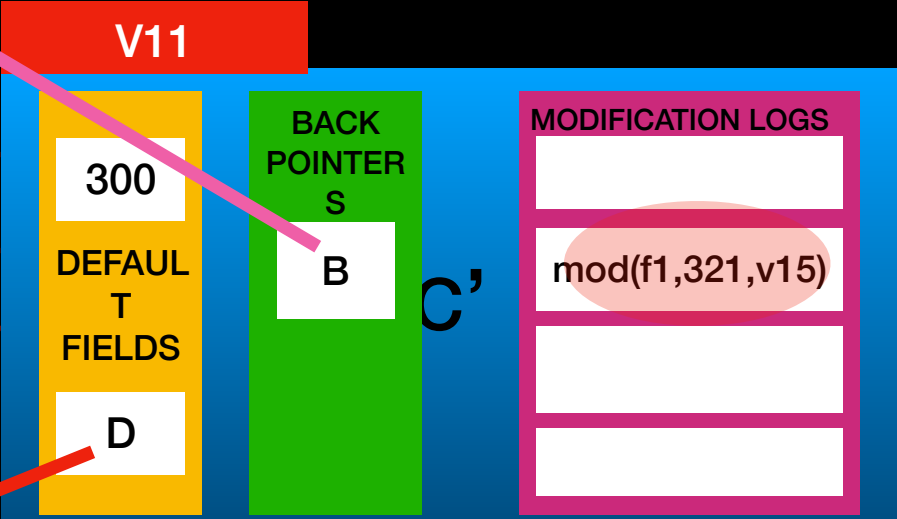 V11
300
DEFAUL
T
FIELDS
D
BACK
POINTER
S
B
C’
MODIFICATION LOGS
mod(f1,321,v15)